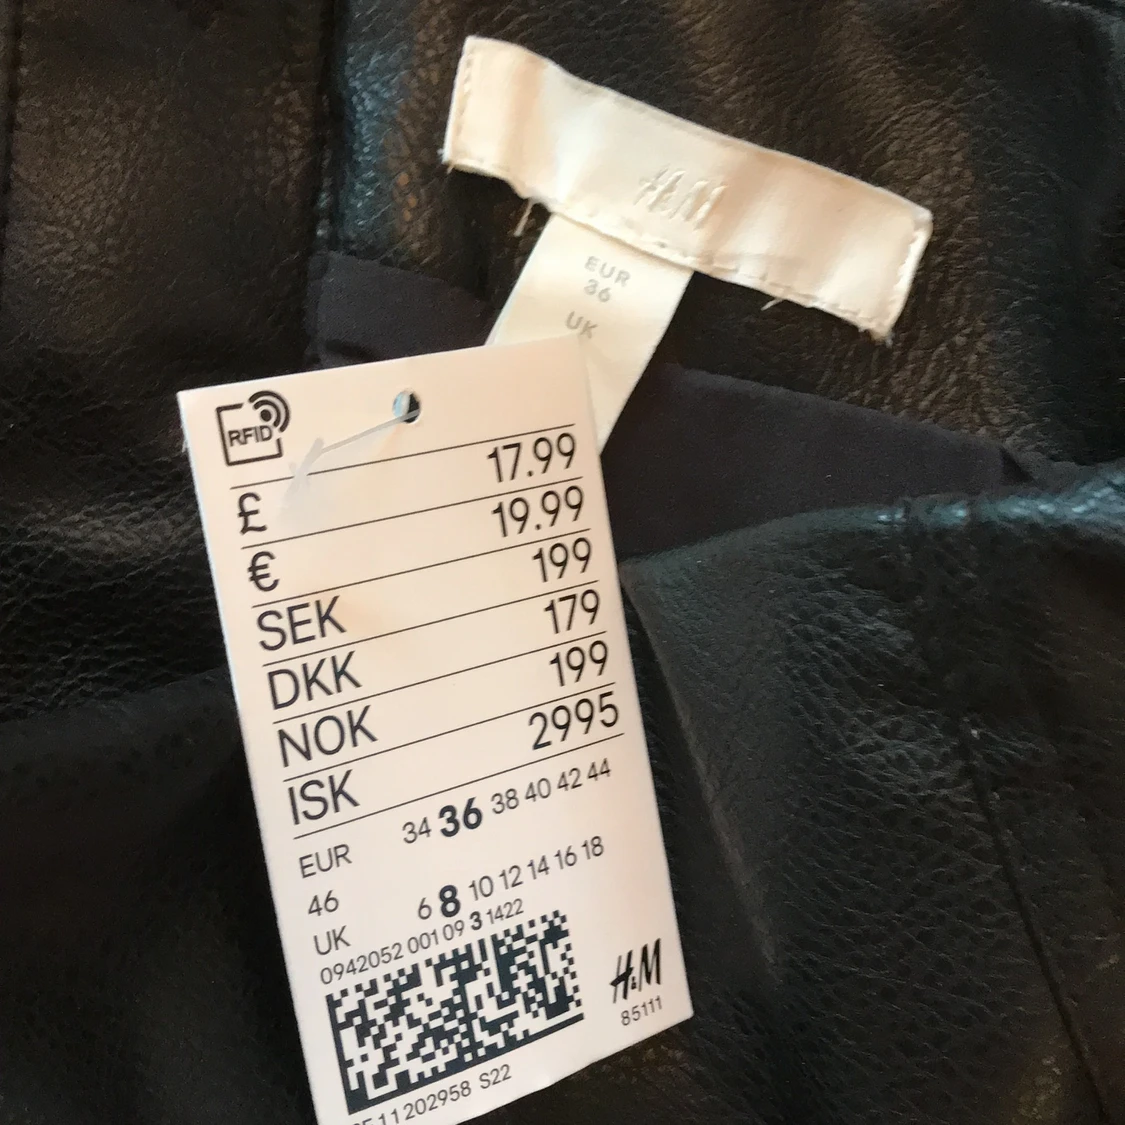 H&M
EUR
36
UK
RFID
£ 17.99
€ 19.99
SEK 199
DKK 179
NOK 199
ISK 2995
EUR 34 36 38 40 42 44
46
UK 6 8 10 12 14 16 18
0942052 001 09 3 1422
H&M
85111
11202958 S22